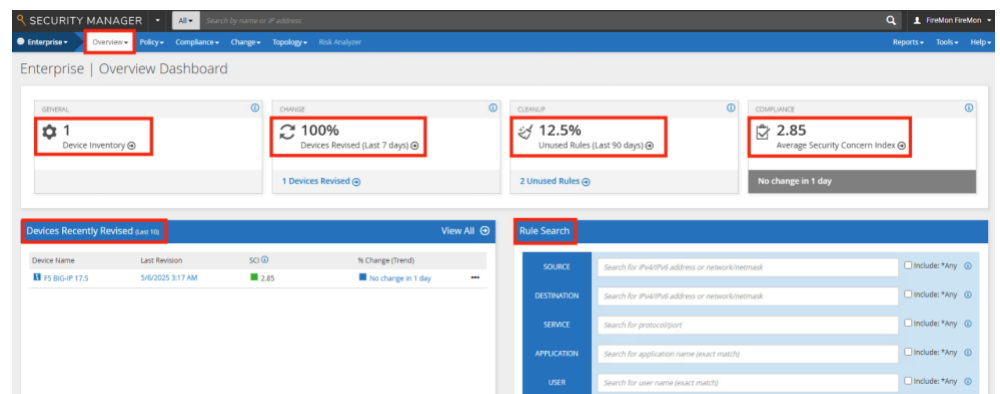 SECURITY MANAGER
All
Search by name or IP address
FireMon FireMon
Enterprise Overview Policy Compliance Change Topology Risk Analyzer Reports Tools Help
Enterprise | Overview Dashboard
GENERAL
1
Device Inventory
CHANGE
100%
Devices Revised (Last 7 days)
1 Devices Revised
CLEANUP
12.5%
Unused Rules (Last 90 days)
2 Unused Rules
COMPLIANCE
2.85
Average Security Concern Index
No change in 1 day
Devices Recently Revised (Last 10) View All
Device Name Last Revision SCI % Change (Trend)
F5 BIG-IP 17.5 5/6/2025 3:17 AM 2.85 No change in 1 day
Rule Search
SOURCE Search for IPv4/IPv6 address or network/netmask Include: *Any
DESTINATION Search for IPv4/IPv6 address or network/netmask Include: *Any
SERVICE Search for protocol/port Include: *Any
APPLICATION Search for application name (exact match) Include: *Any
USER Search for user name (exact match) Include: *Any